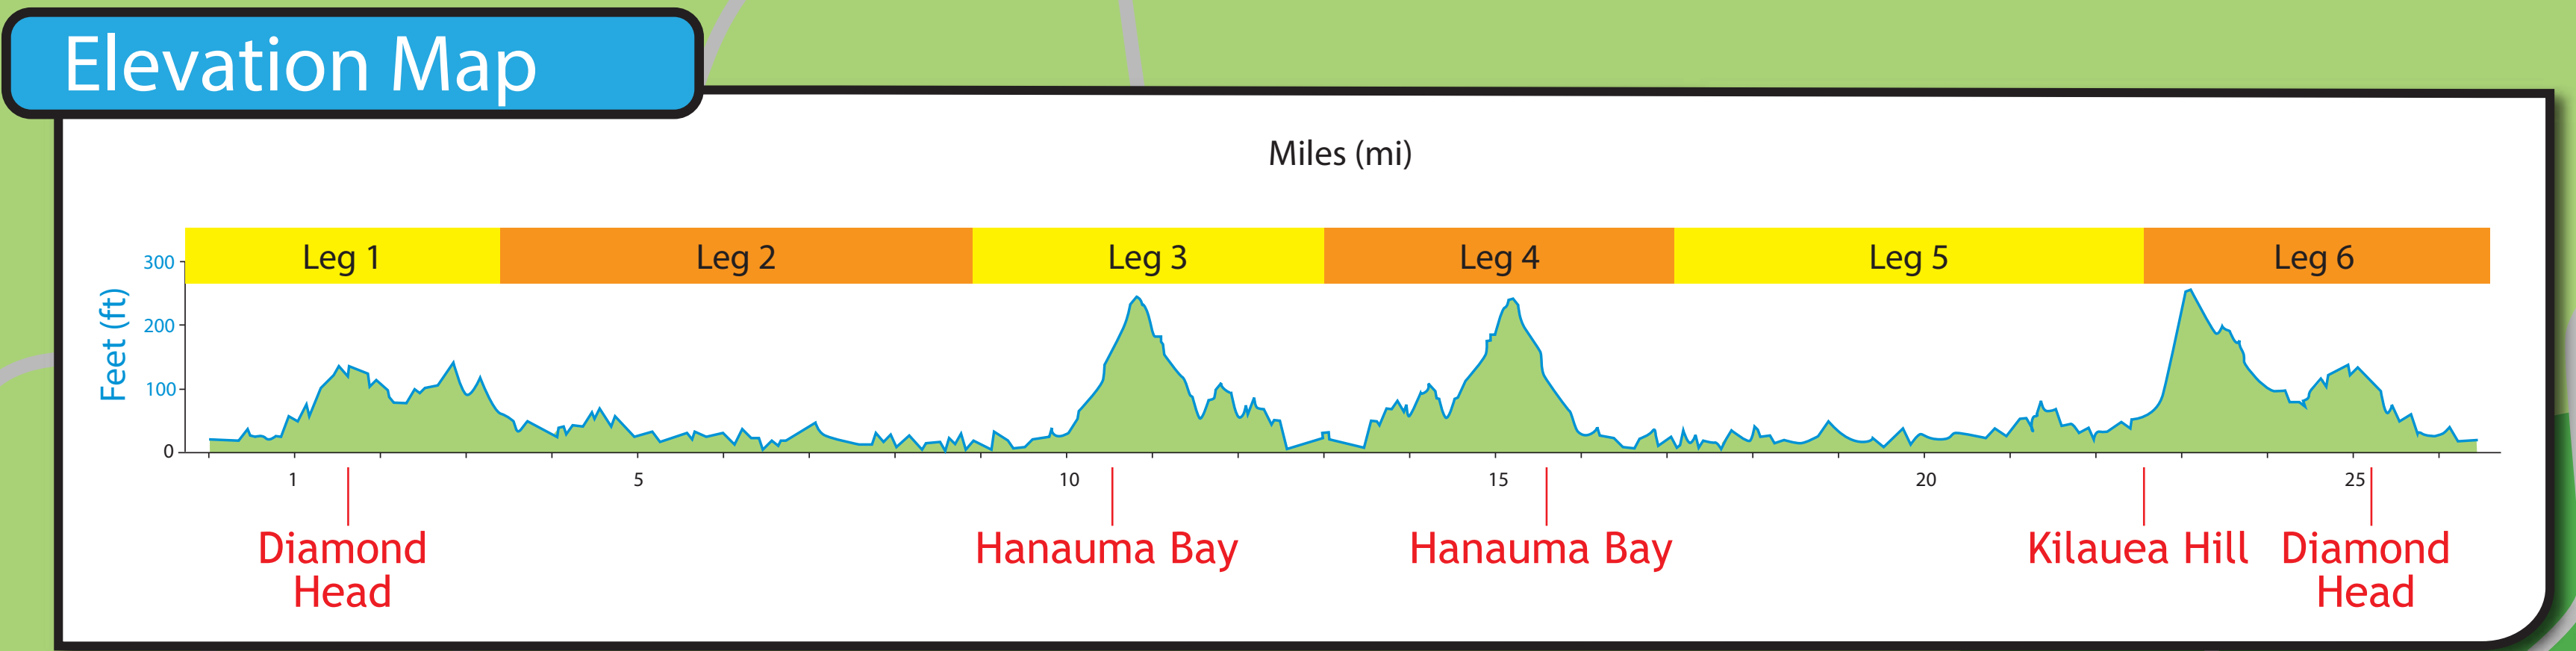 Elevation Map
Miles (mi)
Leg 1 Leg 2 Leg 3 Leg 4 Leg 5 Leg 6
Feet (ft)
300
200
100
0
1 5 10 15 20 25
Diamond Head
Hanauma Bay
Hanauma Bay
Kilauea Hill
Diamond Head